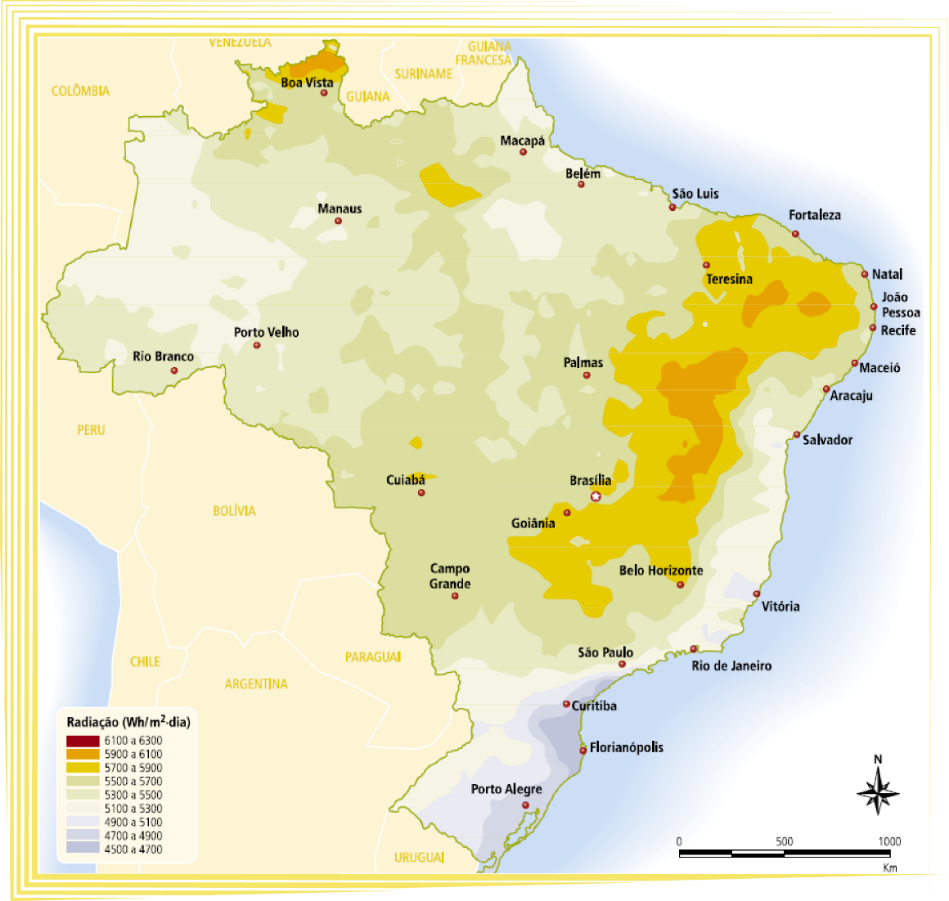 VENEZUELA
GUIANA
FRANCESA
SURINAME
COLÔMBIA
Boa Vista
GUIANA
Macapá
Belém
São Luis
Manaus
Fortaleza
Teresina
Natal
João
Pessoa
Recife
Porto Velho
Rio Branco
Palmas
Maceió
Aracaju
PERU
Salvador
Cuiabá
Brasília
BOLÍVIA
Goiânia
Campo
Grande
Belo Horizonte
Vitória
CHILE
PARAGUAI
São Paulo
Rio de Janeiro
ARGENTINA
Curitiba
Florianópolis
Porto Alegre
URUGUAI
Radiação (Wh/m²·dia)
6100 a 6300
5900 a 6100
5700 a 5900
5500 a 5700
5300 a 5500
5100 a 5300
4900 a 5100
4700 a 4900
4500 a 4700
N
0 500 1000
Km